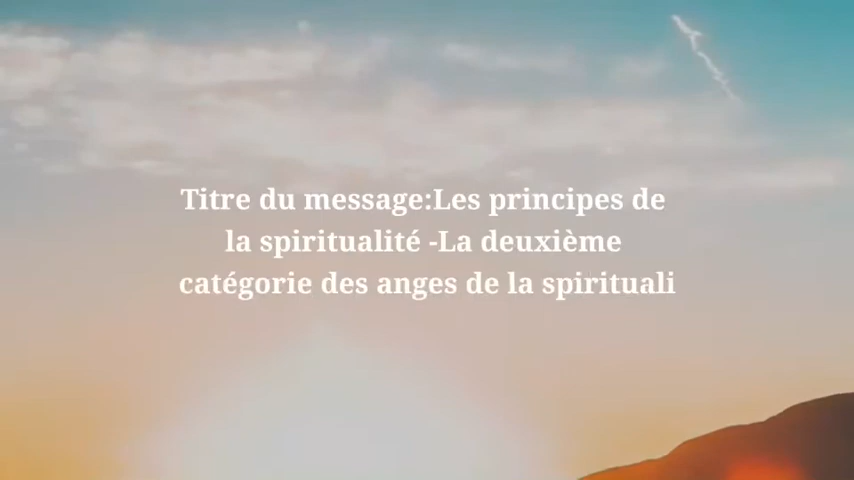 Titre du message:Les principes de
la spiritualité -La deuxième
catégorie des anges de la spirituali